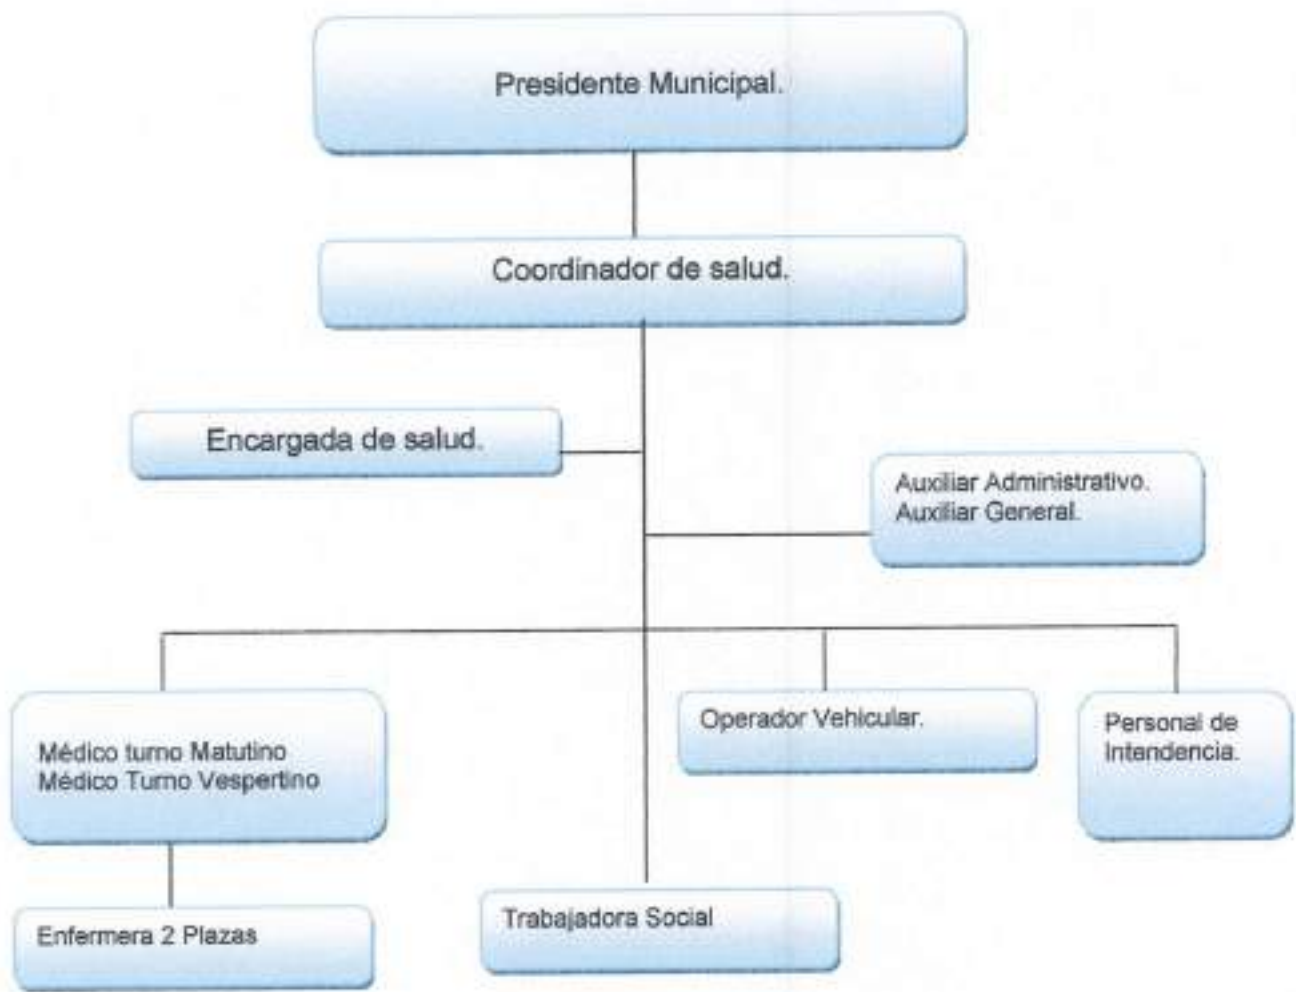 Presidente Municipal.
Coordinador de salud.
Encargada de salud.
Auxiliar Administrativo.
Auxiliar General.
Médico turno Matutino
Médico Turno Vespertino
Operador Vehicular.
Personal de
Intendencia.
Enfermera 2 Plazas
Trabajadora Social